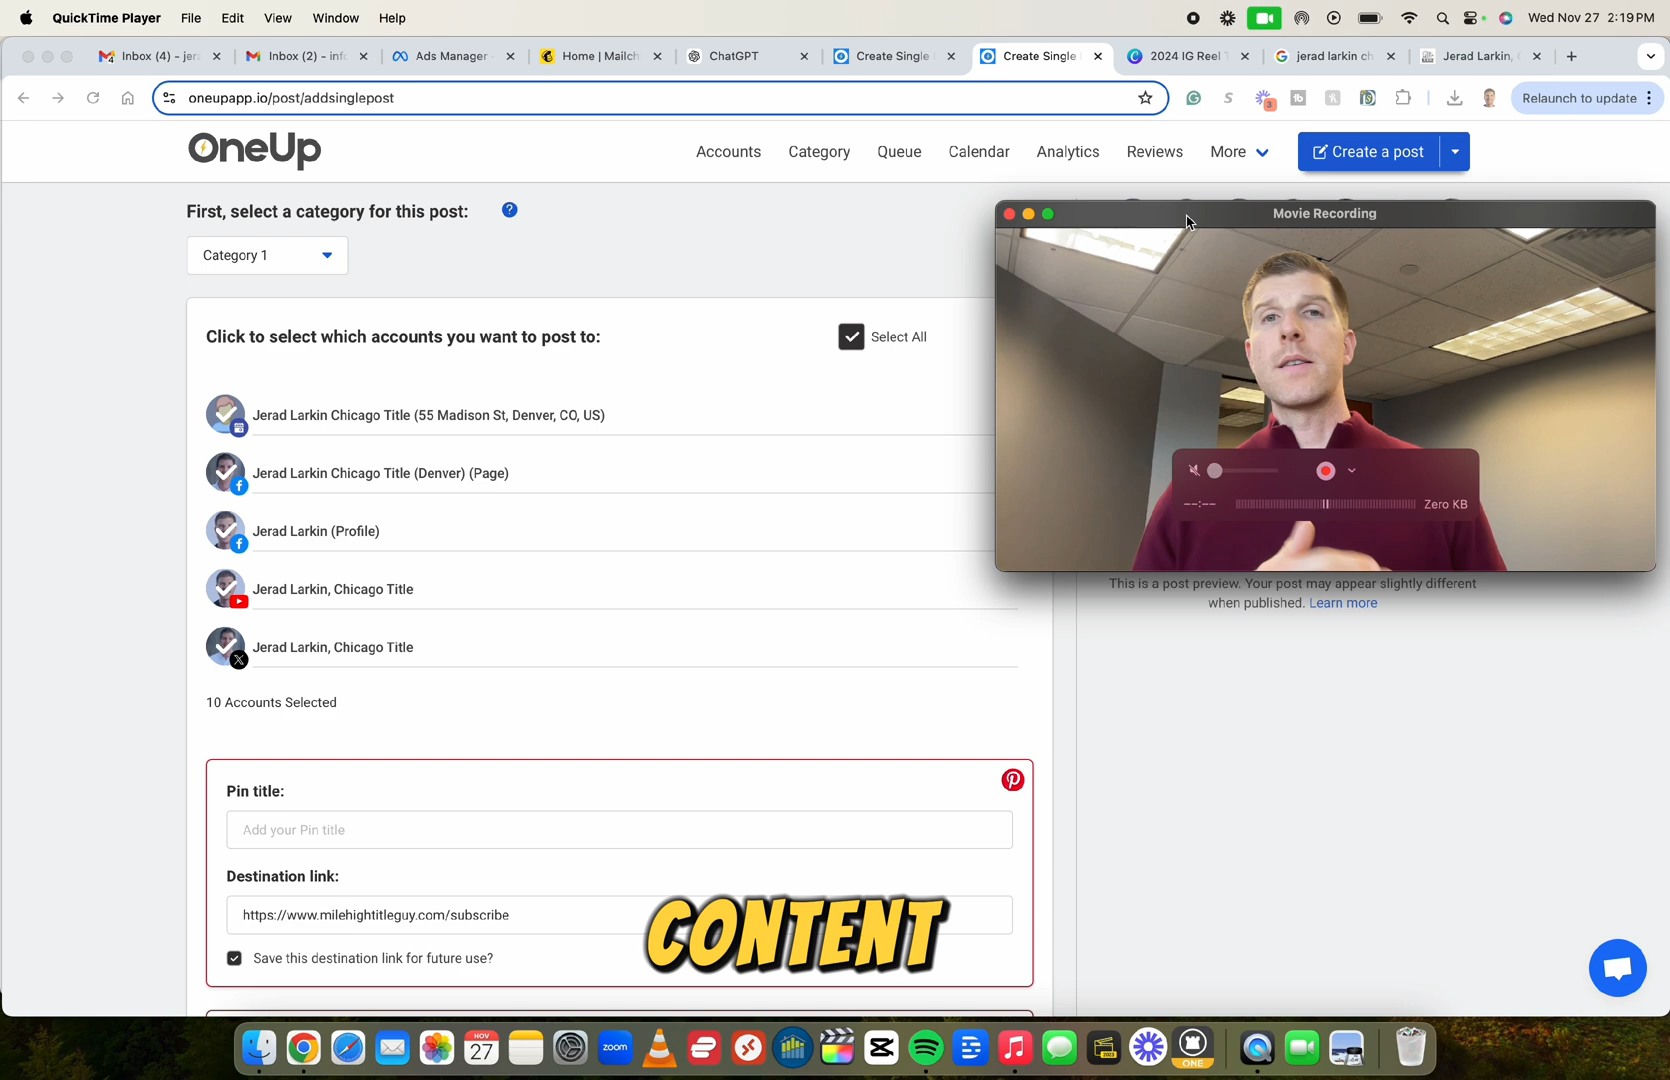 QuickTime Player File Edit View Window Help
Wed Nov 27 2:19 PM
Inbox (4) - jera
Inbox (2) - info
Ads Manager
Home | Mailch
ChatGPT
Create Single
Create Single
2024 IG Reel T
jerad larkin ch
Jerad Larkin,
oneupapp.io/post/addsinglepost
3
Relaunch to update
OneUp
Accounts Category Queue Calendar Analytics Reviews More
Create a post
First, select a category for this post:
?
Category 1
Movie Recording
Click to select which accounts you want to post to:
Select All
Jerad Larkin Chicago Title (55 Madison St, Denver, CO, US)
Jerad Larkin Chicago Title (Denver) (Page)
--:--
Zero KB
Jerad Larkin (Profile)
This is a post preview. Your post may appear slightly different
when published. Learn more
Jerad Larkin, Chicago Title
Jerad Larkin, Chicago Title
10 Accounts Selected
Pin title:
Add your Pin title
Destination link:
https://www.milehightitleguy.com/subscribe
CONTENT
Save this destination link for future use?
NOV
27
zoom
2023
ONE